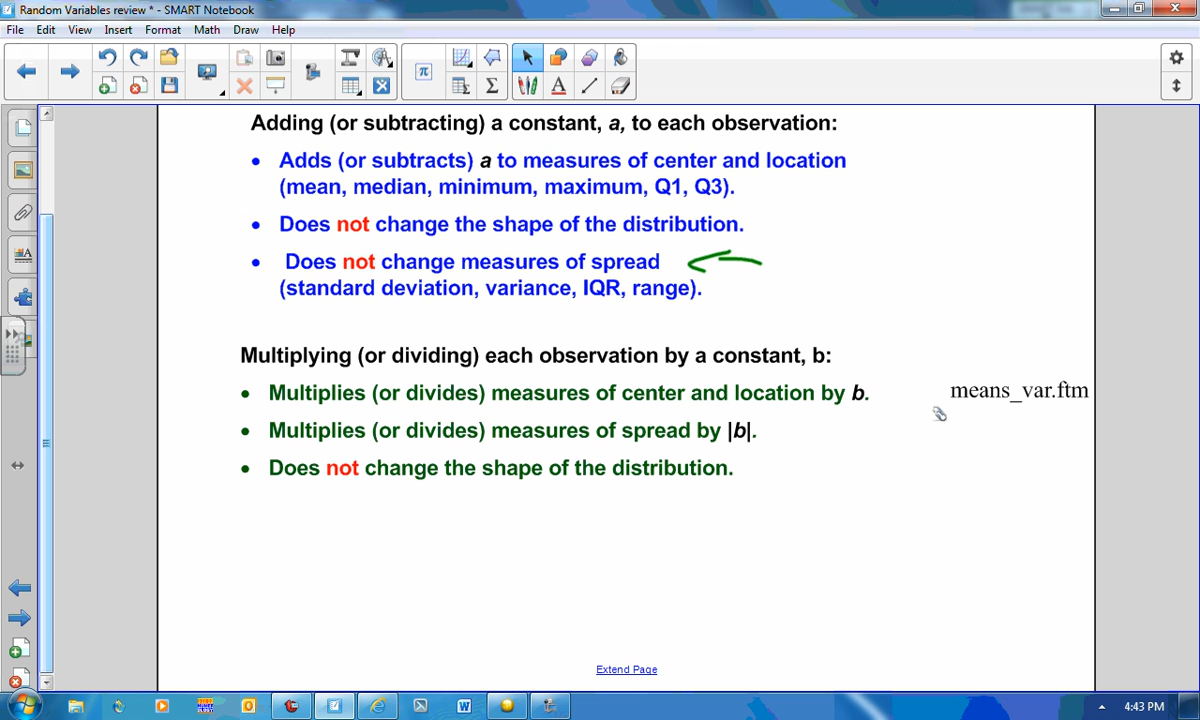 Random Variables review * - SMART Notebook
File Edit View Insert Format Math Draw Help
π
Σ
A
Adding (or subtracting) a constant, a, to each observation:
• Adds (or subtracts) a to measures of center and location
(mean, median, minimum, maximum, Q1, Q3).
• Does not change the shape of the distribution.
• Does not change measures of spread
(standard deviation, variance, IQR, range).
Multiplying (or dividing) each observation by a constant, b:
• Multiplies (or divides) measures of center and location by b.
means_var.ftm
• Multiplies (or divides) measures of spread by |b|.
• Does not change the shape of the distribution.
Extend Page
4:43 PM